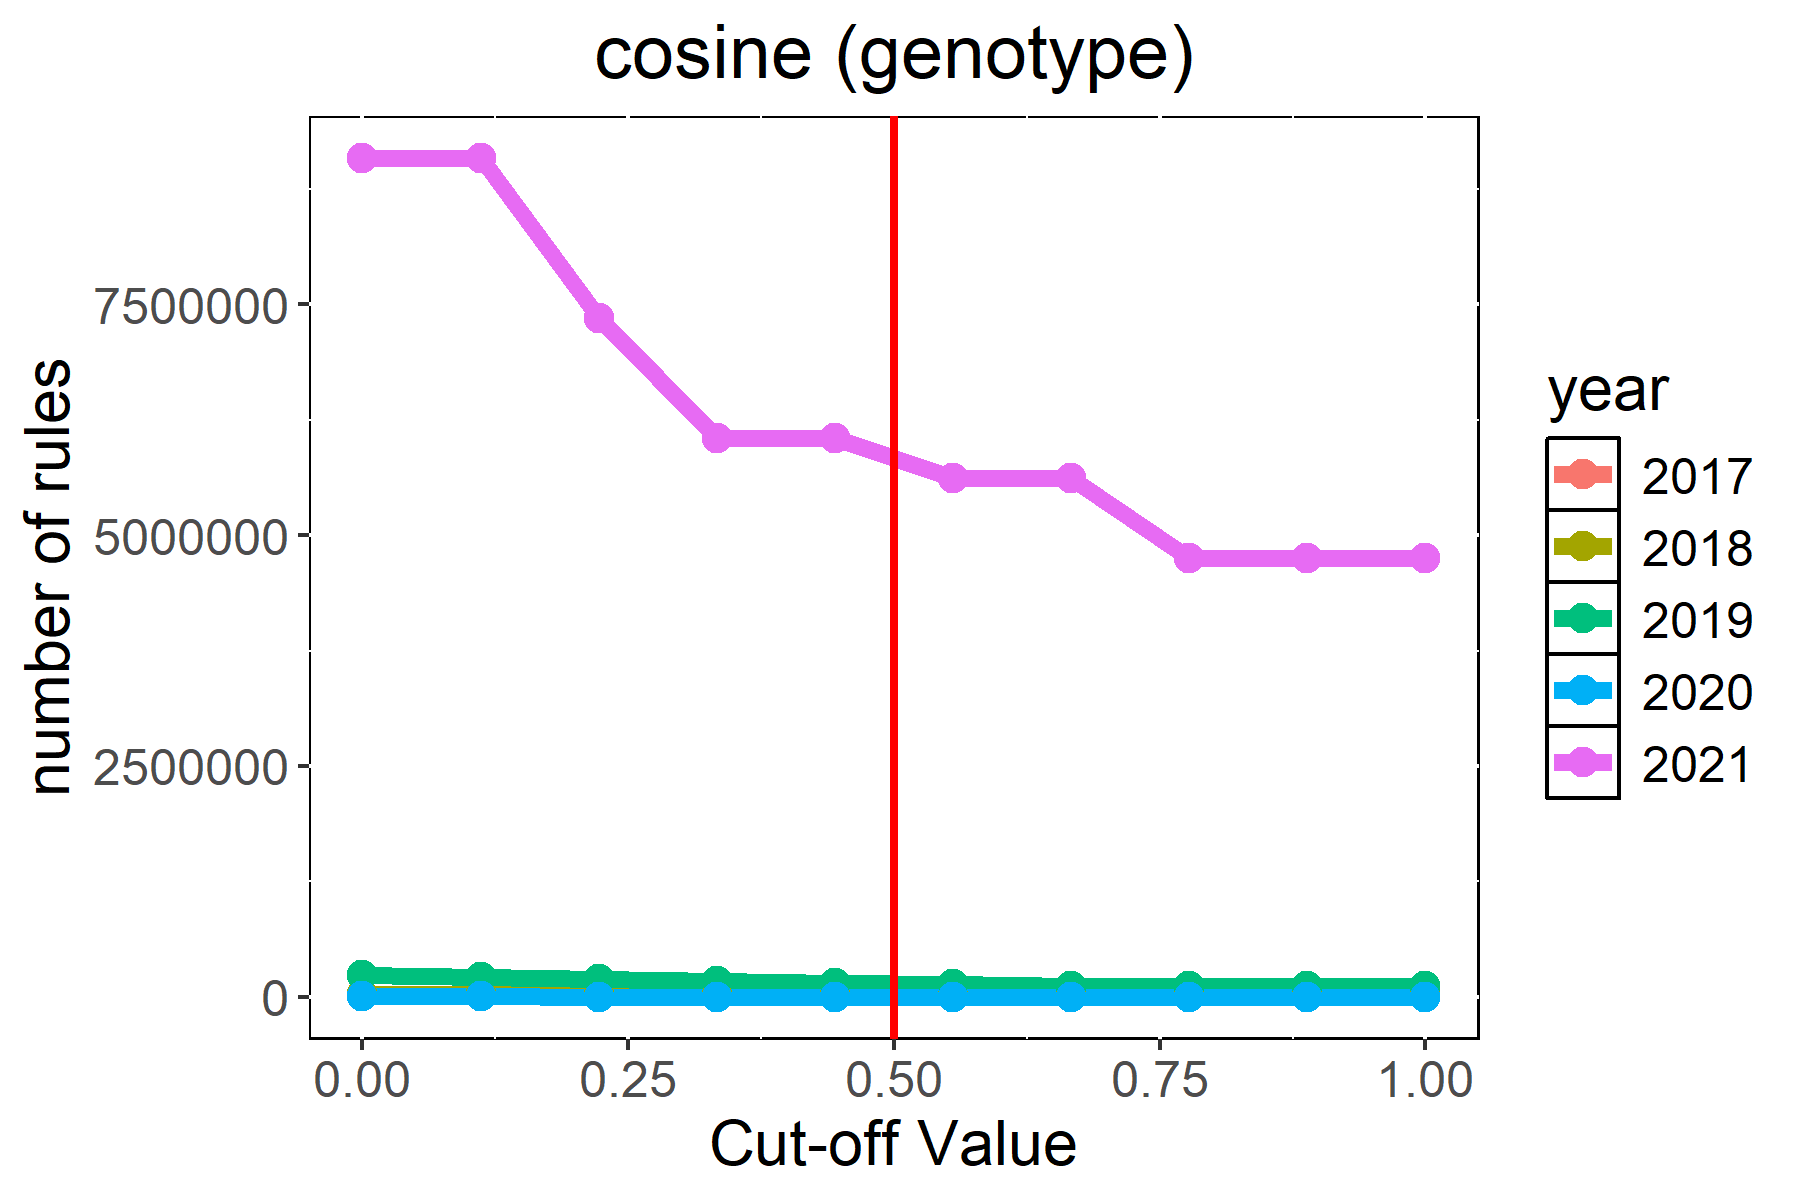 cosine (genotype)
number of rules
7500000
5000000
2500000
0
0.00 0.25 0.50 0.75 1.00
Cut-off Value
year
2017
2018
2019
2020
2021